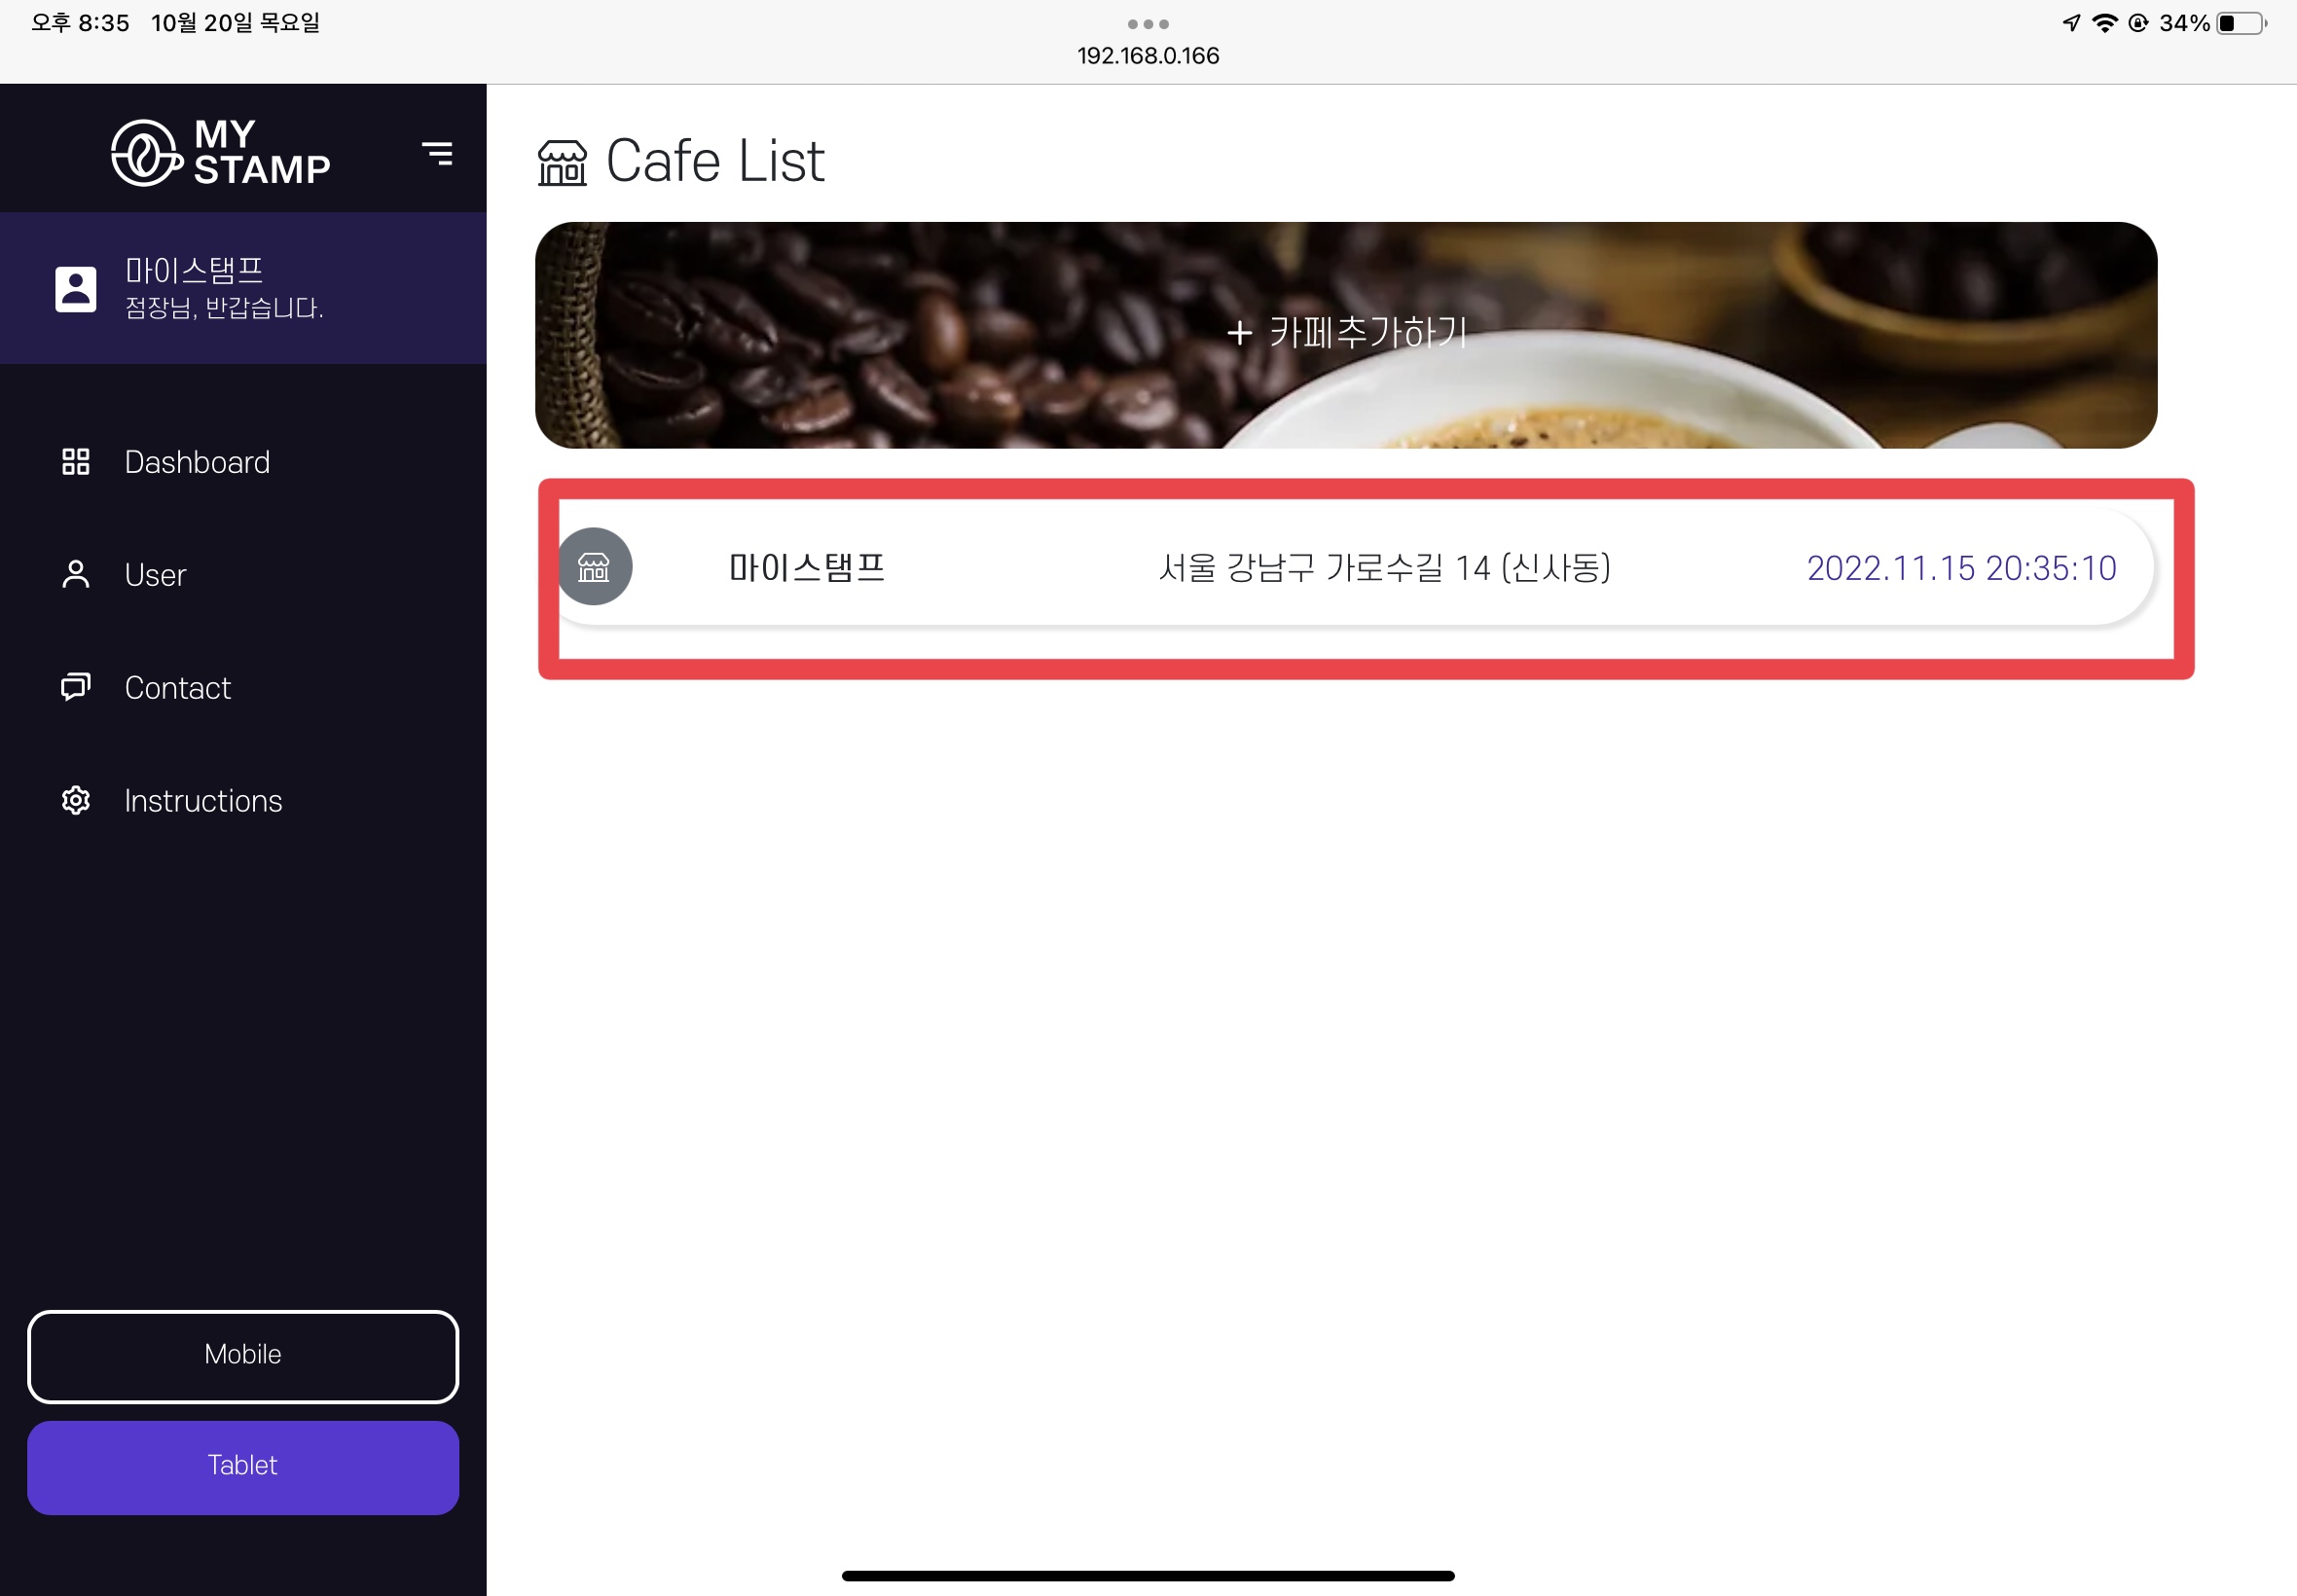 오후 8:35 10월 20일 목요일
34%
192.168.0.166
MY
STAMP
마이스탬프
점장님, 반갑습니다.
Dashboard
User
Contact
Instructions
Mobile
Tablet
Cafe List
+ 카페추가하기
마이스탬프 서울 강남구 가로수길 14 (신사동) 2022.11.15 20:35:10